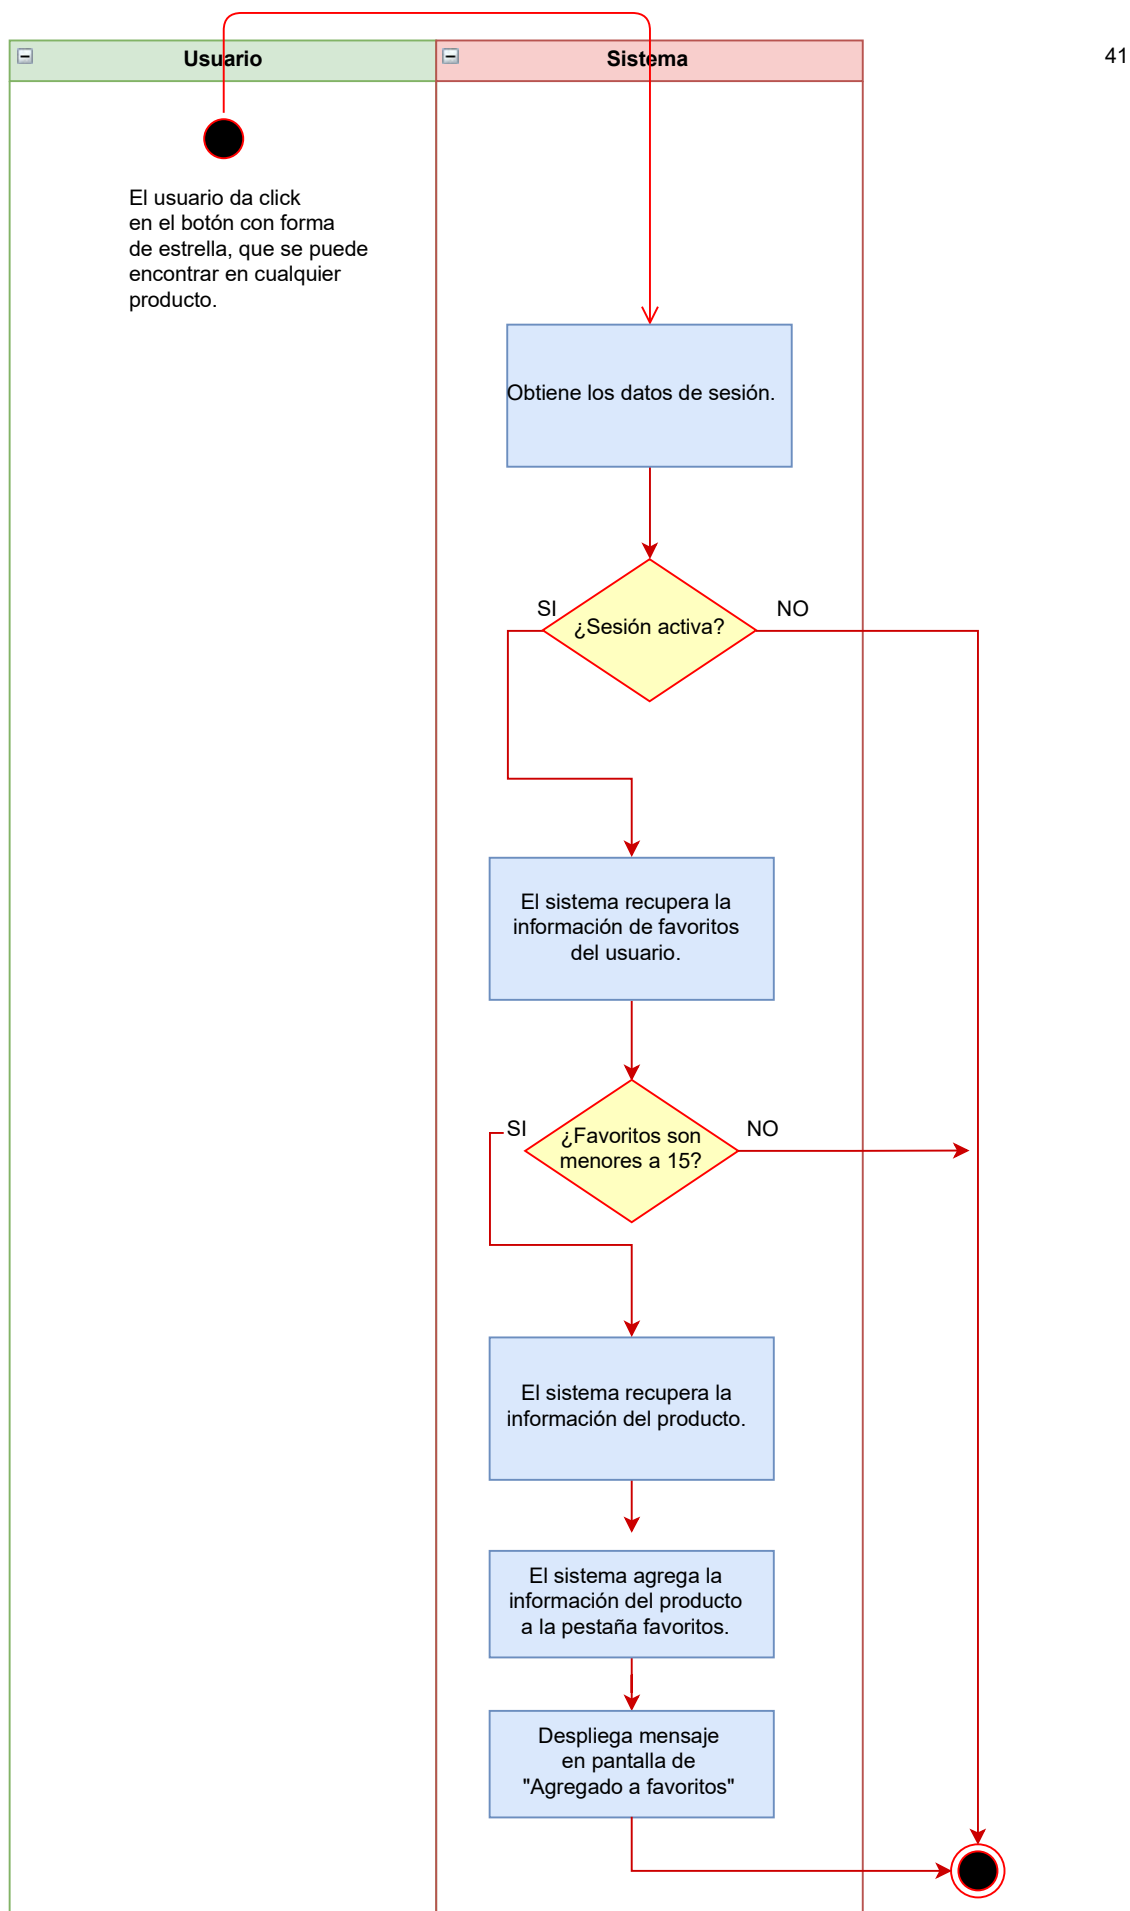 Usuario
Sistema
41
El usuario da click
en el botón con forma
de estrella, que se puede
encontrar en cualquier
producto.
Obtiene los datos de sesión.
SI
¿Sesión activa?
NO
El sistema recupera la
información de favoritos
del usuario.
SI
¿Favoritos son
menores a 15?
NO
El sistema recupera la
información del producto.
El sistema agrega la
información del producto
a la pestaña favoritos.
Despliega mensaje
en pantalla de
"Agregado a favoritos"